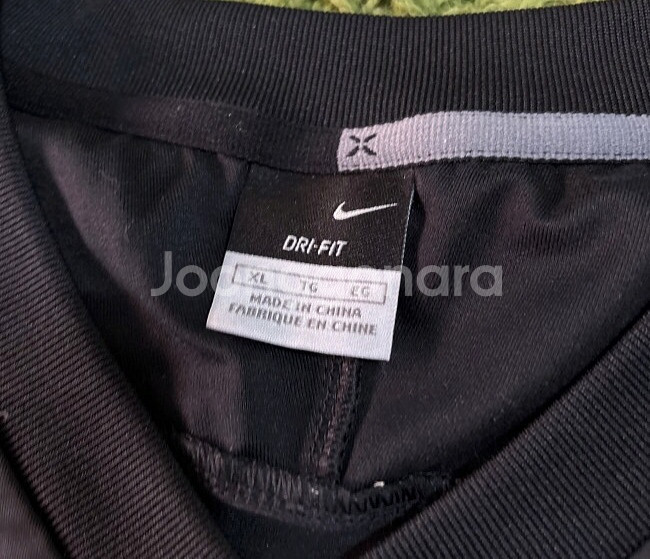 DRI-FIT
XL TG EG
MADE IN CHINA
FABRIQUE EN CHINE